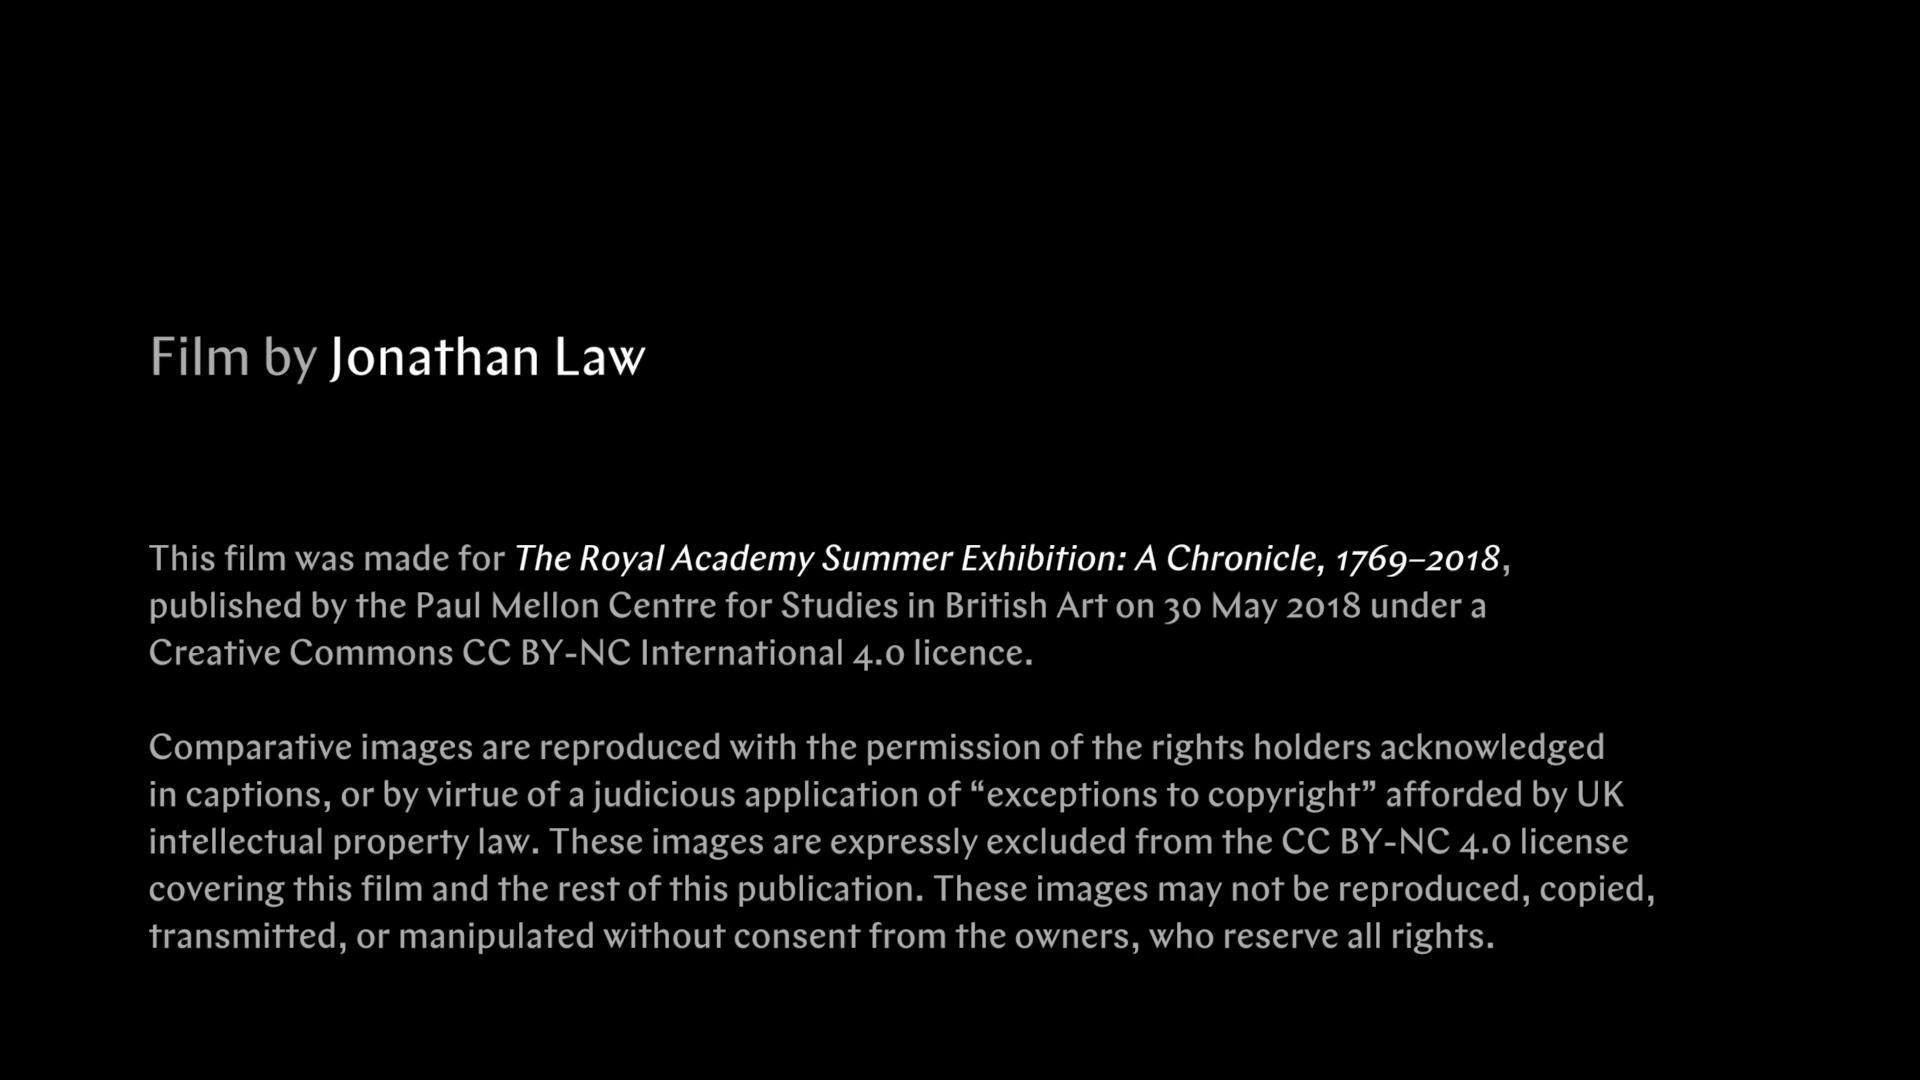 Film by Jonathan Law
This film was made for The Royal Academy Summer Exhibition: A Chronicle, 1769–2018,
published by the Paul Mellon Centre for Studies in British Art on 30 May 2018 under a
Creative Commons CC BY-NC International 4.0 licence.
Comparative images are reproduced with the permission of the rights holders acknowledged
in captions, or by virtue of a judicious application of “exceptions to copyright” afforded by UK
intellectual property law. These images are expressly excluded from the CC BY-NC 4.0 license
covering this film and the rest of this publication. These images may not be reproduced, copied,
transmitted, or manipulated without consent from the owners, who reserve all rights.